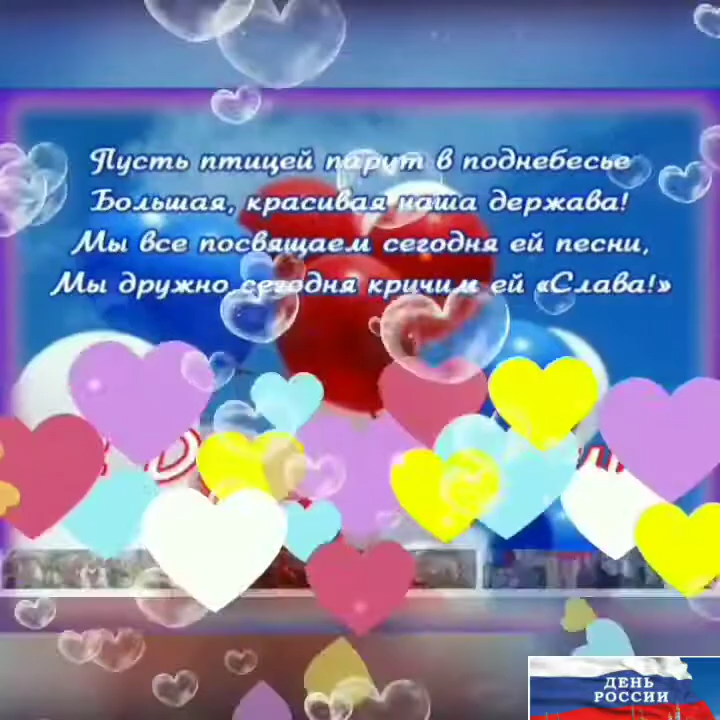 Пусть птицей парит в поднебесье
Большая, красивая наша держава!
Мы все посвящаем сегодня ей песни,
Мы дружно сегодня кричим ей «Слава!»
ДЕНЬ
РОССИИ